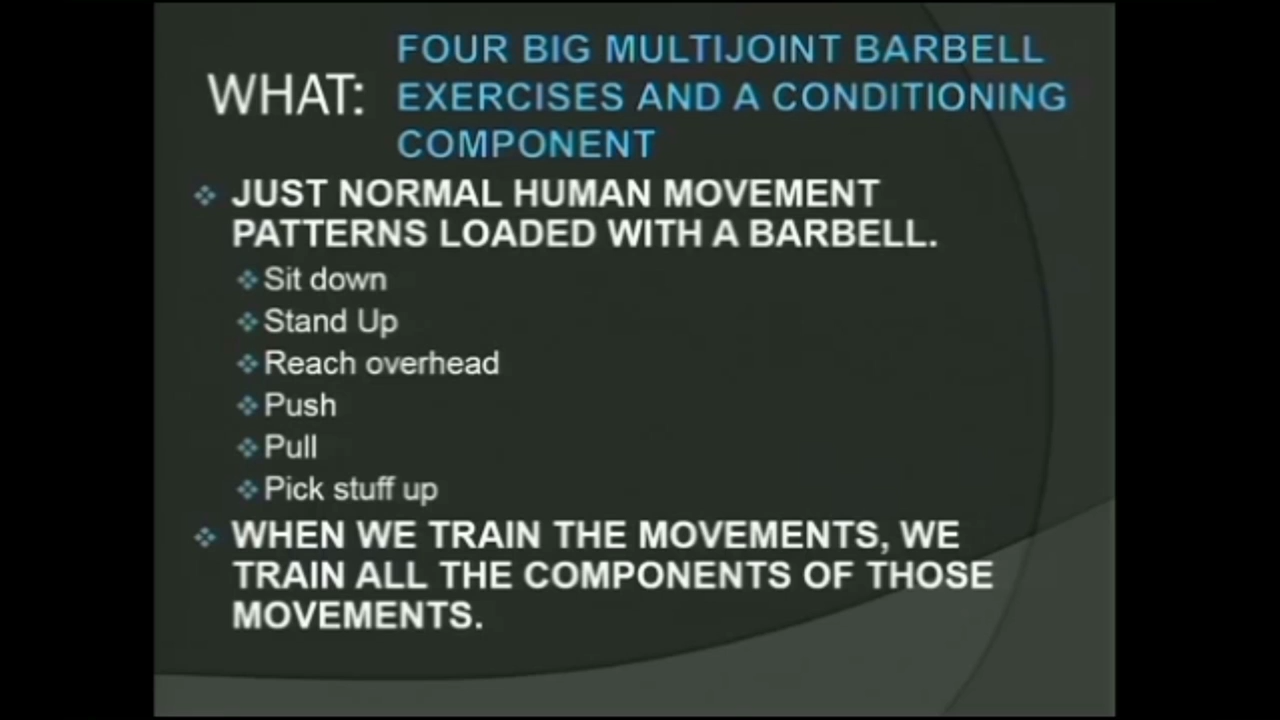 WHAT:
FOUR BIG MULTIJOINT BARBELL
EXERCISES AND A CONDITIONING
COMPONENT
JUST NORMAL HUMAN MOVEMENT
PATTERNS LOADED WITH A BARBELL.
Sit down
Stand Up
Reach overhead
Push
Pull
Pick stuff up
WHEN WE TRAIN THE MOVEMENTS, WE
TRAIN ALL THE COMPONENTS OF THOSE
MOVEMENTS.